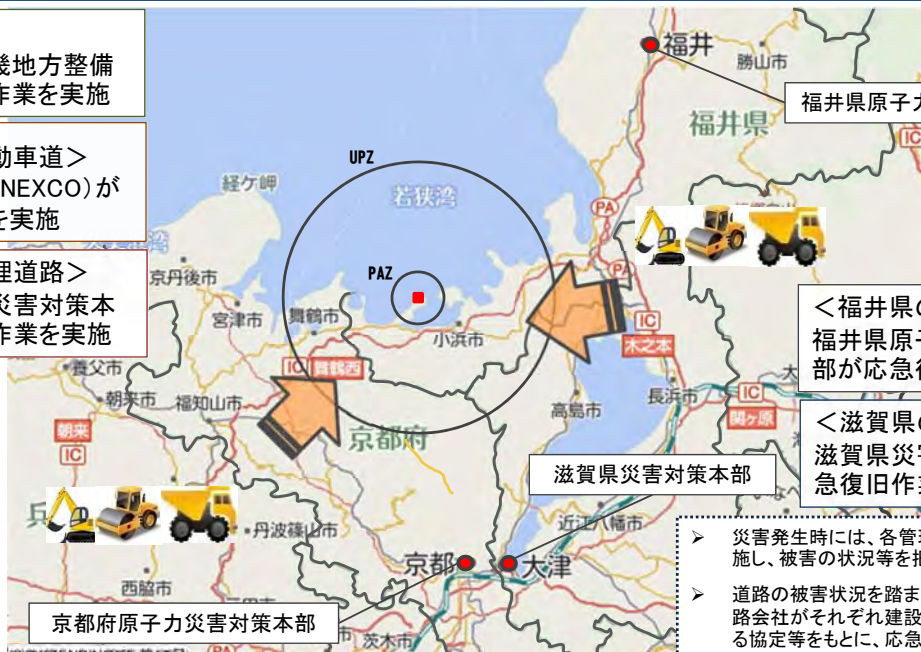 畿地方整備
作業を実施
動車道＞
NEXCO）が
を実施
理道路＞
災害対策本
作業を実施
福井
勝山市
福井県原子力
福井県
IC
UPZ
経ケ岬
若狭湾
PA
PAZ
PA
京丹後市
宮津市
舞鶴市
小浜市
IC
木之本
＜福井県の
福井県原子
部が応急復
養父市
IC 舞鶴西
朝来市
福知山市
高島市
長浜市
IC
関ヶ原
朝来
IC
京都府
＜滋賀県の
滋賀県災害
急復旧作業
滋賀県災害対策本部
近江八幡市
兵
丹波篠山市
京都
大津
西脇市
京都府原子力災害対策本部
茨木市
PA
➢ 災害発生時には、各管理
施し、被害の状況等を把
➢ 道路の被害状況を踏ま
路会社がそれぞれ建設
る協定等をもとに、応急